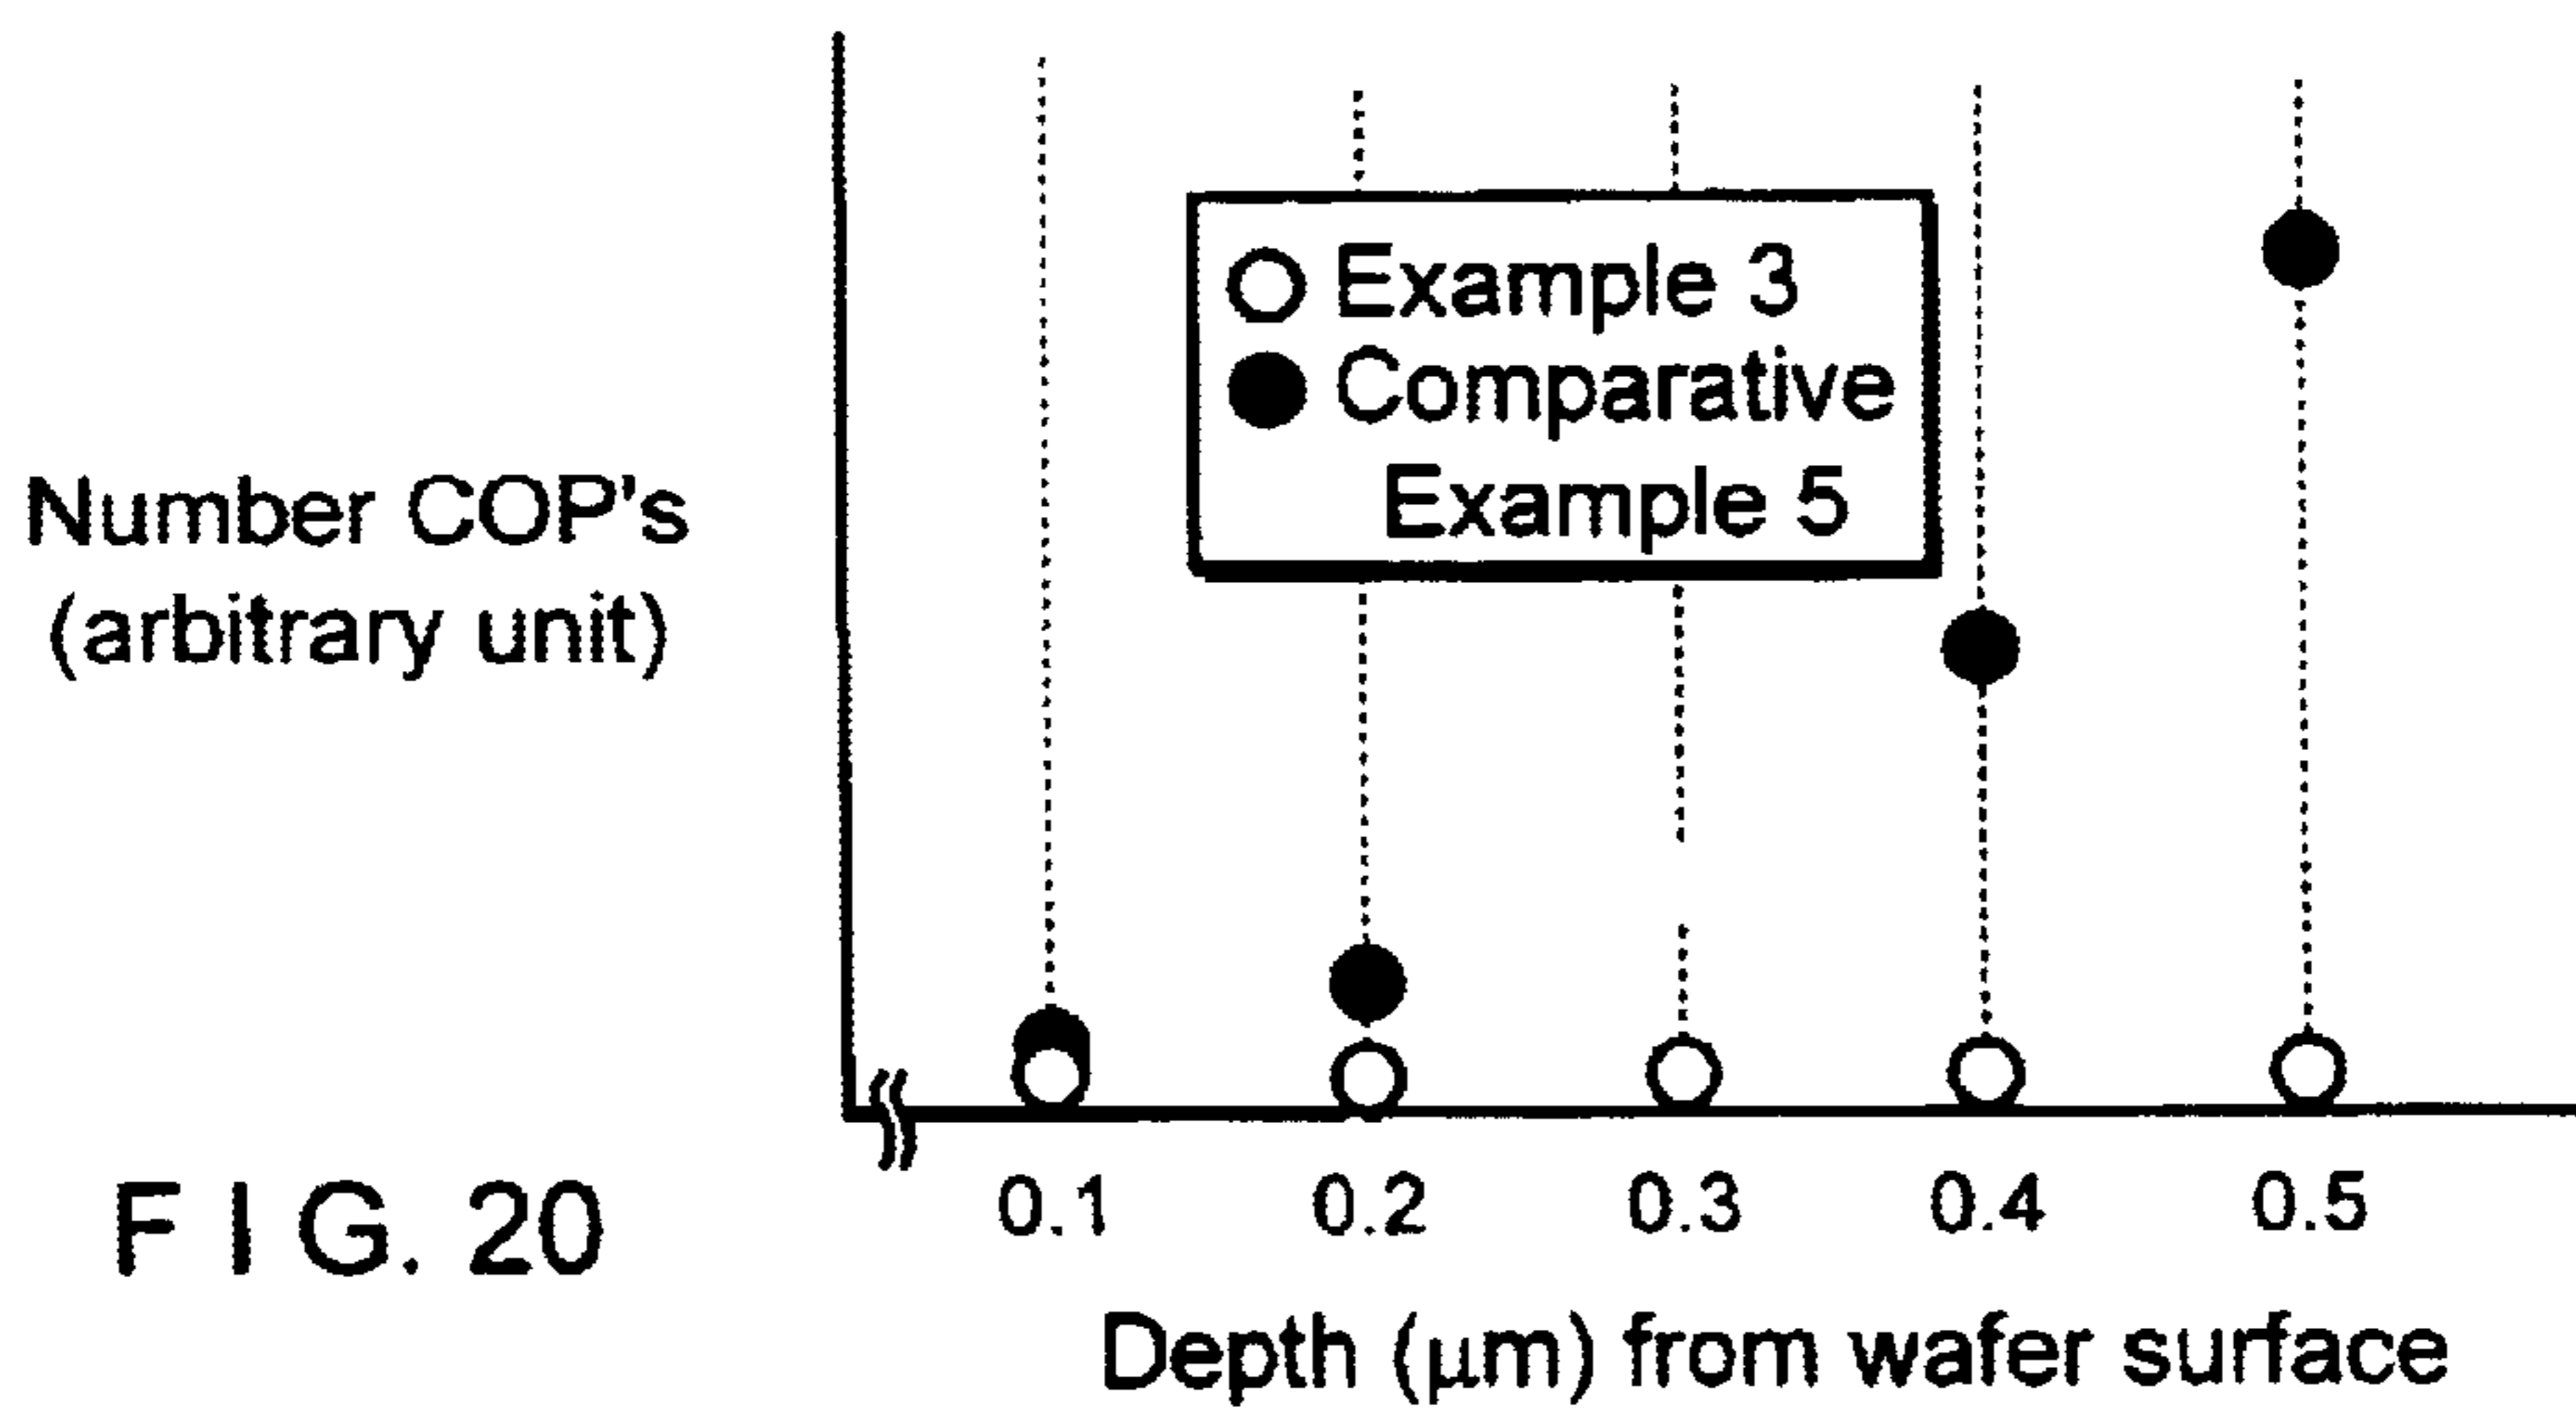 Example 3
Comparative
Example 5
Number COP's
(arbitrary unit)
0.1 0.2 0.3 0.4 0.5
F I G. 20
Depth (μm) from wafer surface